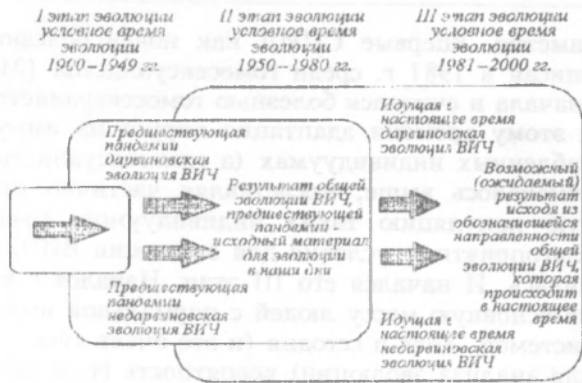 I этап эволюции
условное время
эволюции
1900–1949 гг.
II этап эволюции
условное время
эволюции
1950–1980 гг.
III этап эволюции
условное время
эволюции
1981–2000 гг.
Предшествующая
пандемии
дарвиновская
эволюция ВИЧ
Результат общей
эволюции ВИЧ,
предшествующей
пандемии
исходный материал
для эволюции
в наши дни
Предшествующая
пандемии
недарвиновская
эволюция ВИЧ
Идущая в
настоящее время
дарвиновская
эволюция ВИЧ
Возможный
(ожидаемый)
результат
исходя из
обозначившейся
направленности
общей
эволюции ВИЧ,
которая
происходит
настоящее
время
Идущая в
настоящее время
недарвиновская
эволюция ВИЧ